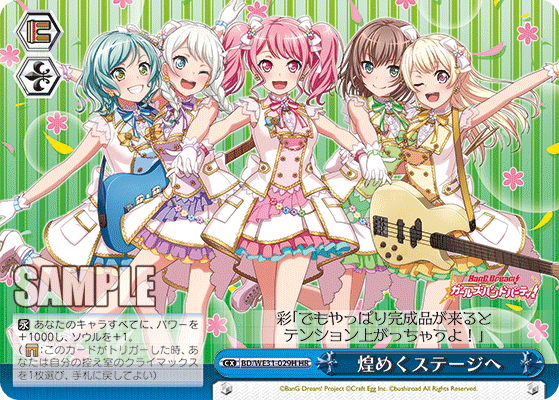 SAMPLE
永 あなたのキャラすべてに、パワーを
+1000し、ソウルを+1。
（ ：このカードがトリガーした時、あな
たは自分の控え室のクライマックス
を1枚選び、手札に戻してよい）
BanG Dream!
ガールズバンドパーティ!
彩「でもやっぱり完成品が来ると
テンション上がっちゃうよ！」
CX BD/WE31-029H HR 煌めくステージへ
©BanG Dream! Project ©Craft Egg Inc. ©bushiroad All Rights Reserved.